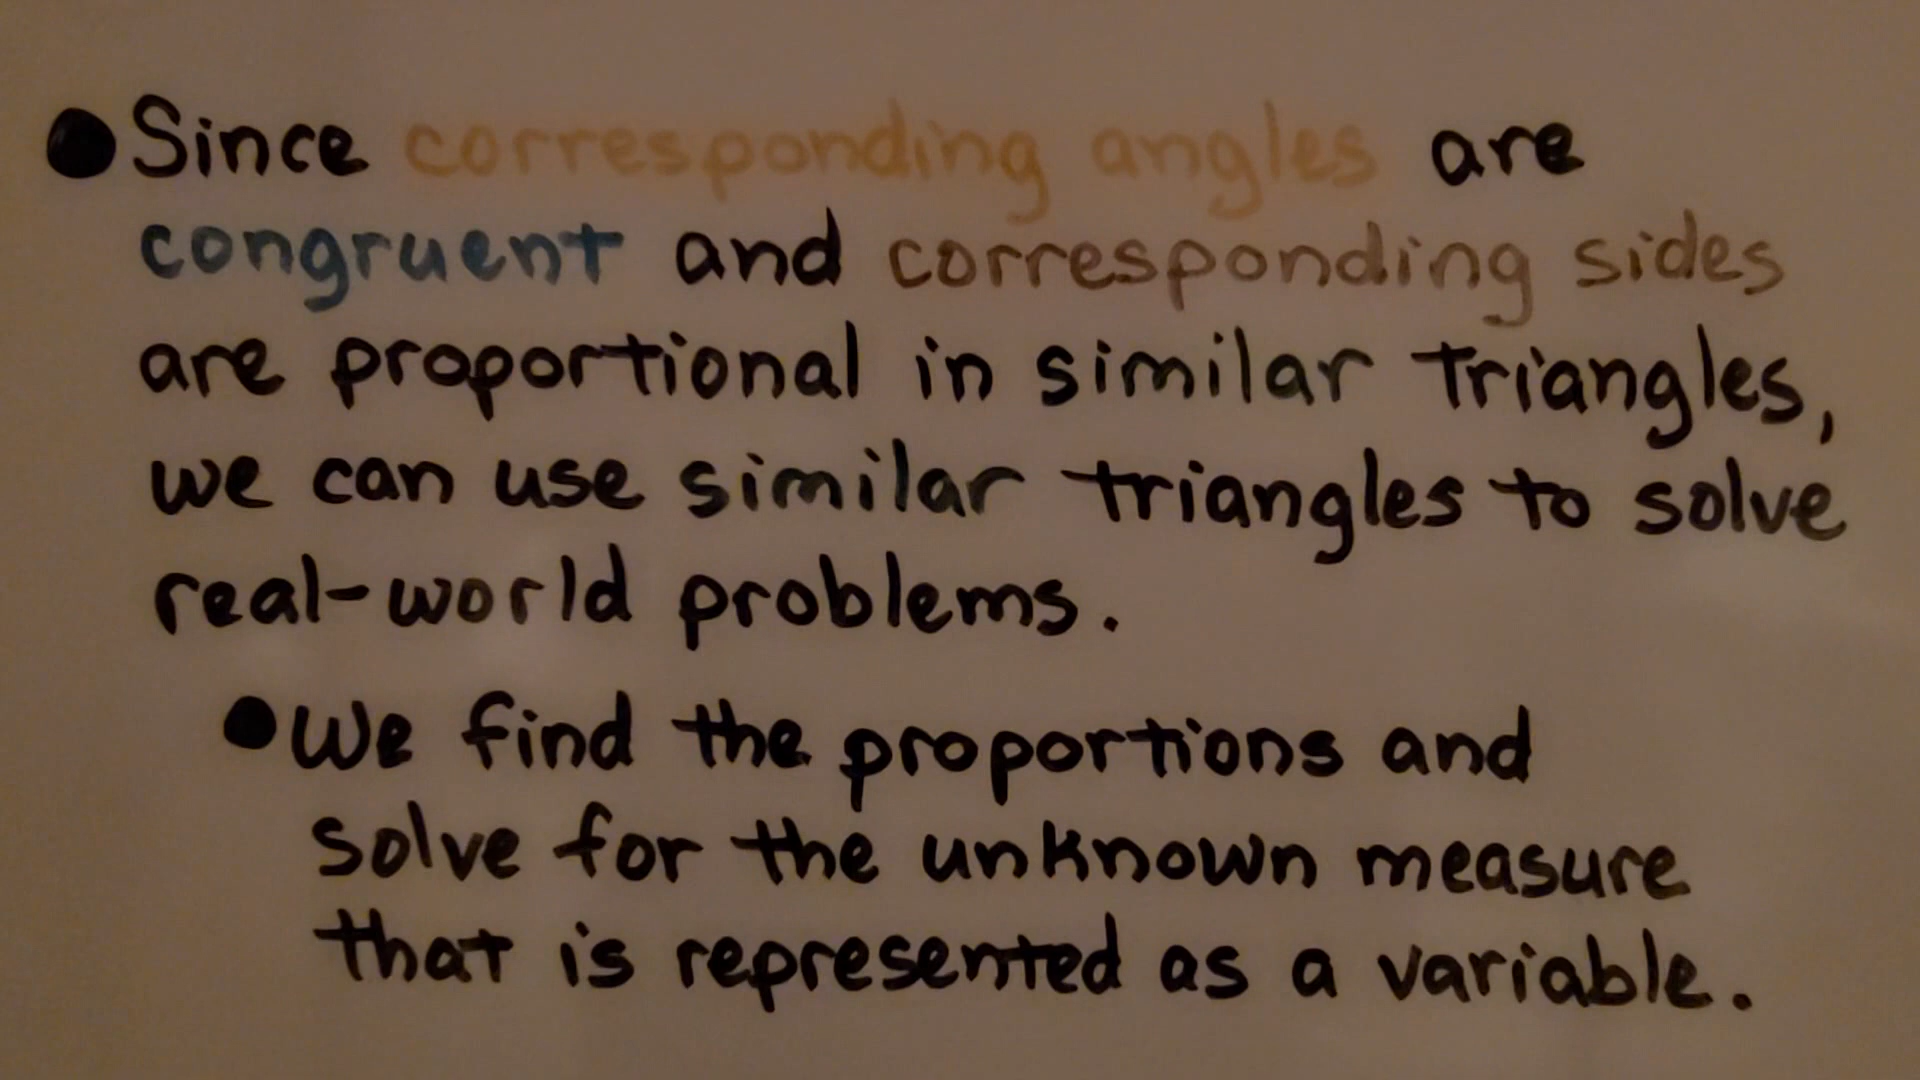 ● Since corresponding angles are
congruent and corresponding sides
are proportional in similar triangles,
we can use similar triangles to solve
real-world problems.
● We find the proportions and
solve for the unknown measure
that is represented as a variable.